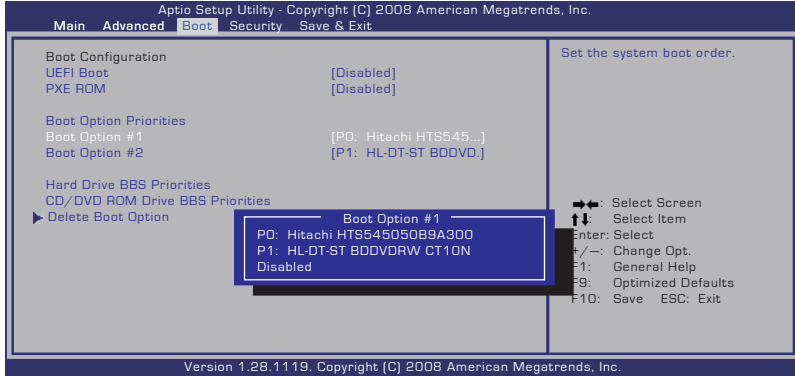 Aptio Setup Utility - Copyright (C) 2008 American Megatrends, Inc.
Main Advanced Boot Security Save & Exit
Boot Configuration
UEFI Boot [Disabled]
PXE ROM [Disabled]
Boot Option Priorities
Boot Option #1 [P0: Hitachi HTS545...]
Boot Option #2 [P1: HL-DT-ST BDDVD.]
Hard Drive BBS Priorities
CD/DVD ROM Drive BBS Priorities
Delete Boot Option
Boot Option #1
P0: Hitachi HTS545050B9A300
P1: HL-DT-ST BDDVDRW CT10N
Disabled
Set the system boot order.
→←: Select Screen
↑↓: Select Item
Enter: Select
+/—: Change Opt.
F1: General Help
F9: Optimized Defaults
F10: Save ESC: Exit
Version 1.28.1119. Copyright (C) 2008 American Megatrends, Inc.